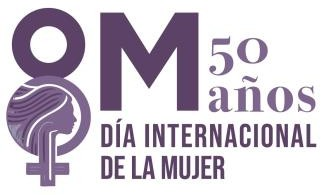 8M 50 años
DÍA INTERNACIONAL
DE LA MUJER